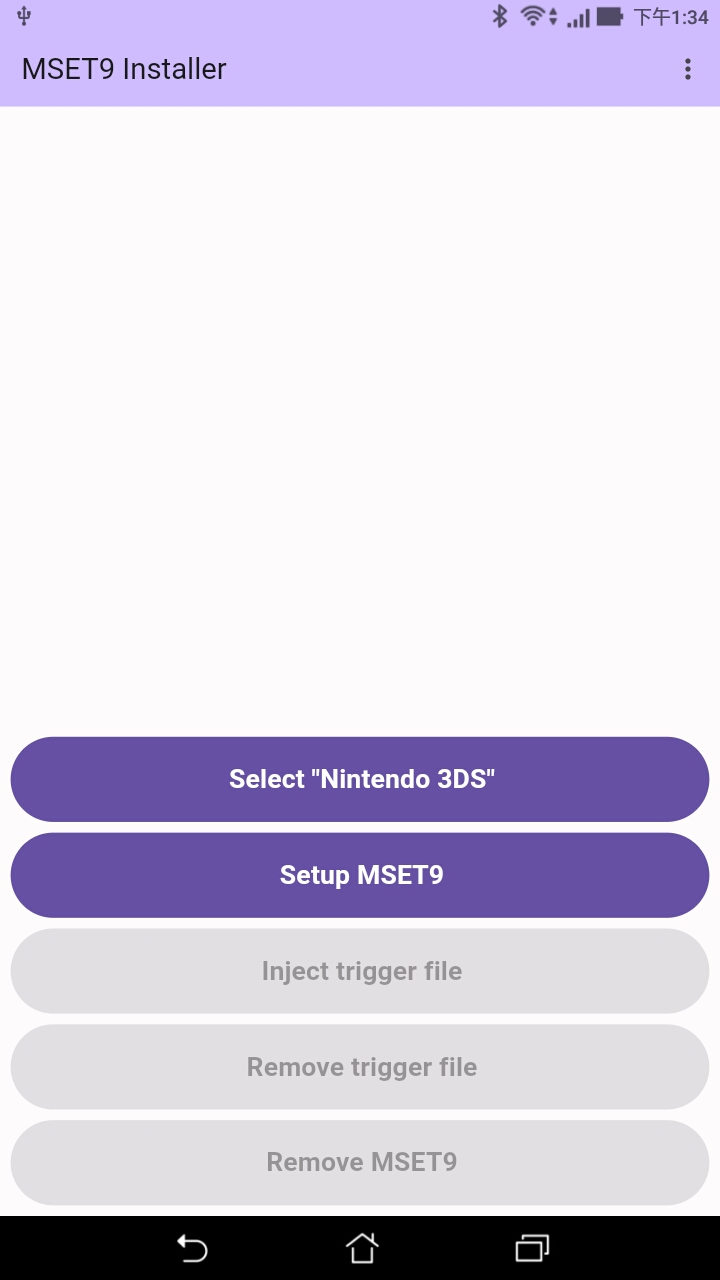 下午1:34
MSET9 Installer
Select "Nintendo 3DS"
Setup MSET9
Inject trigger file
Remove trigger file
Remove MSET9